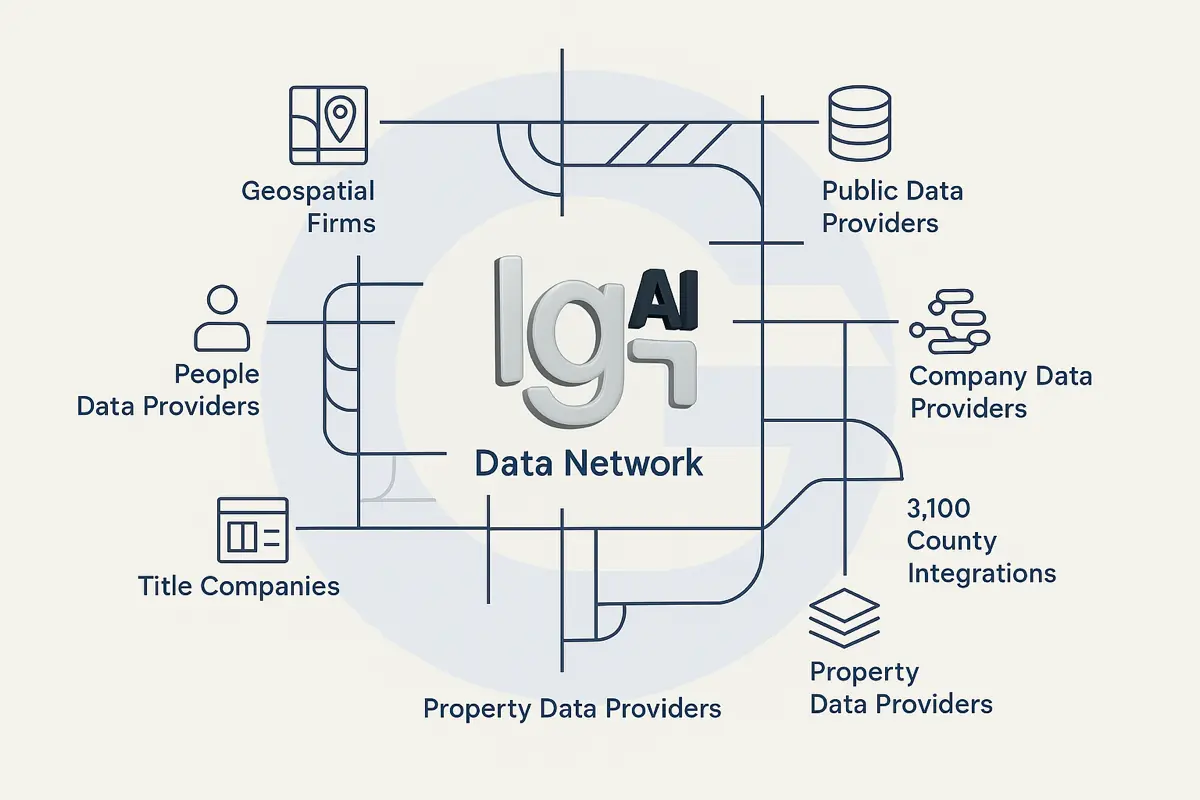 Geospatial
Firms
Public Data
Providers
lg AI
Data Network
People
Data Providers
Company Data
Providers
Title Companies
3,100
County
Integrations
Property Data Providers
Property
Data Providers